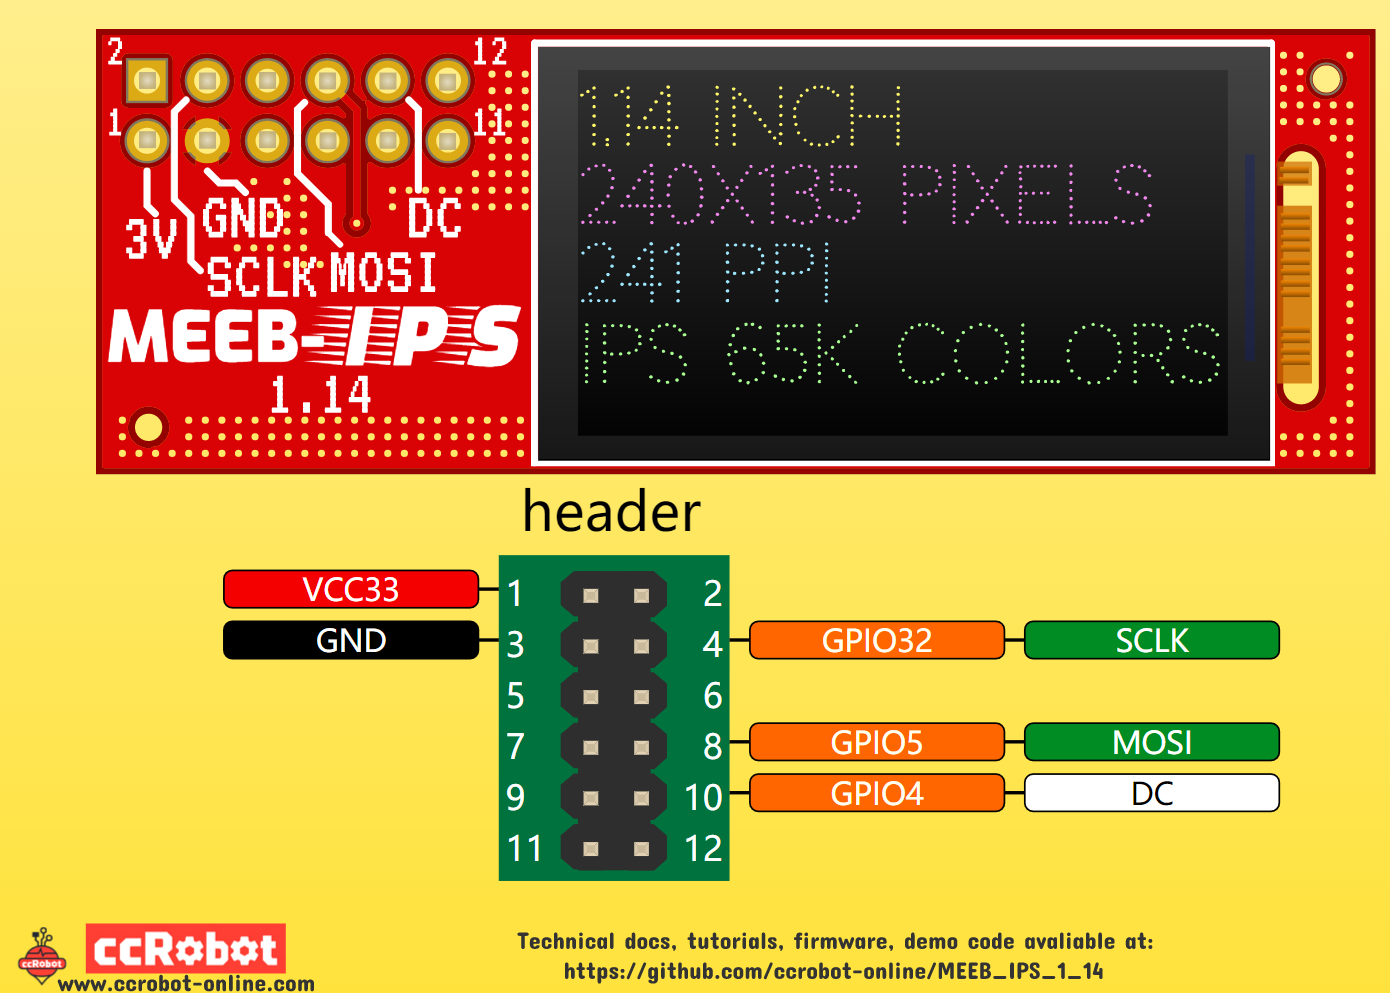 2 12
1 11
3V GND DC
SCLK MOSI
MEEB-IPS
1.14
1.14 INCH
240X135 PIXELS
241 PPI
IPS 65K COLORS
header
VCC33 1 2
GND 3 4 GPIO32 SCLK
5 6
7 8 GPIO5 MOSI
9 10 GPIO4 DC
11 12
ccRobot
ccRobot
www.ccrobot-online.com
Technical docs, tutorials, firmware, demo code avaliable at:
https://github.com/ccrobot-online/MEEB_IPS_1_14